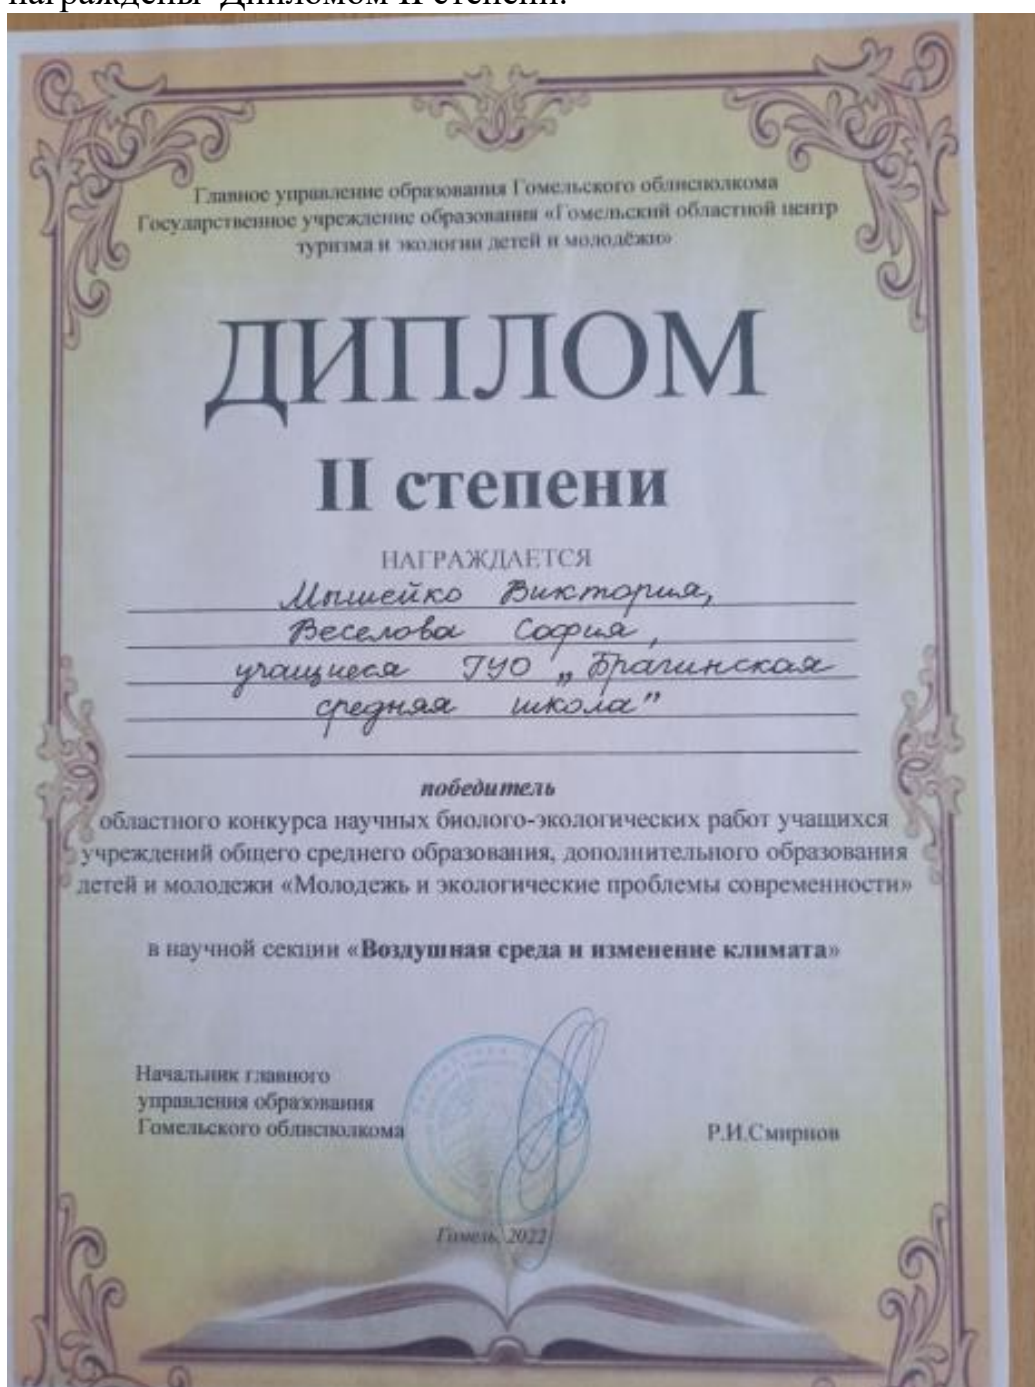 награждены Дипломом II степени.
Главное управление образования Гомельского облисполкома
Государственное учреждение образования «Гомельский областной центр
туризма и экологии детей и молодёжи»
ДИПЛОМ
II степени
НАГРАЖДАЕТСЯ
Мышейко Виктория,
Веселова София,
учащиеся ГУО „Брагинская
средняя школа”
победитель
областного конкурса научных биолого-экологических работ учащихся
учреждений общего среднего образования, дополнительного образования
детей и молодежи «Молодежь и экологические проблемы современности»
в научной секции «Воздушная среда и изменение климата»
Начальник главного
управления образования
Гомельского облисполкома
Р.И.Смирнов
Гомель, 2022